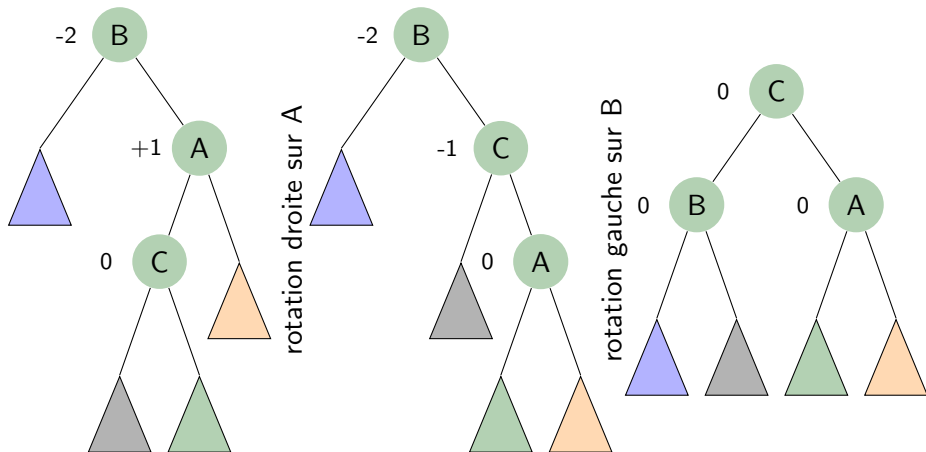 -2 B
+1 A
0 C
rotation droite sur A
-2 B
-1 C
0 A
rotation gauche sur B
0 C
0 B
0 A